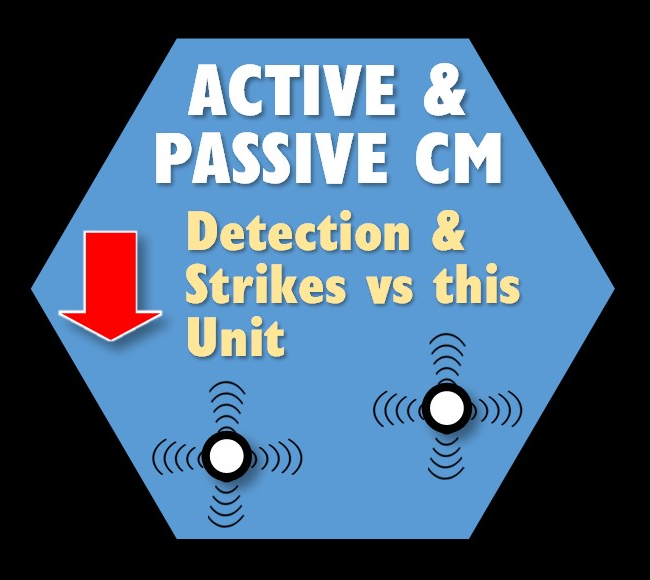 ACTIVE &
PASSIVE CM
Detection &
Strikes vs this
Unit